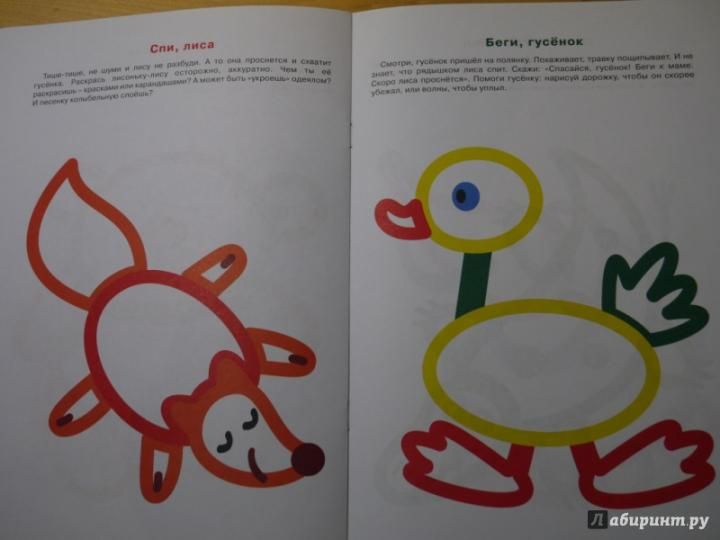 Спи, лиса
Тише-тише, не шуми и лису не разбуди. А то она проснется и схватит
гусёнка. Раскрась лисоньку-лису осторожно, аккуратно. Чем ты её
раскрасишь – красками или карандашами? А может быть «укроешь» одеялом?
И песенку колыбельную споёшь?
Беги, гусёнок
Смотри, гусёнок пришёл на полянку. Похаживает, травку пощипывает. И не
знает, что рядышком лиса спит. Скажи: «Спасайся, гусёнок! Беги к маме.
Скоро лиса проснётся». Помоги гусёнку: нарисуй дорожку, чтобы он скорее
убежал, или волны, чтобы уплыл.
Лабиринт.ру